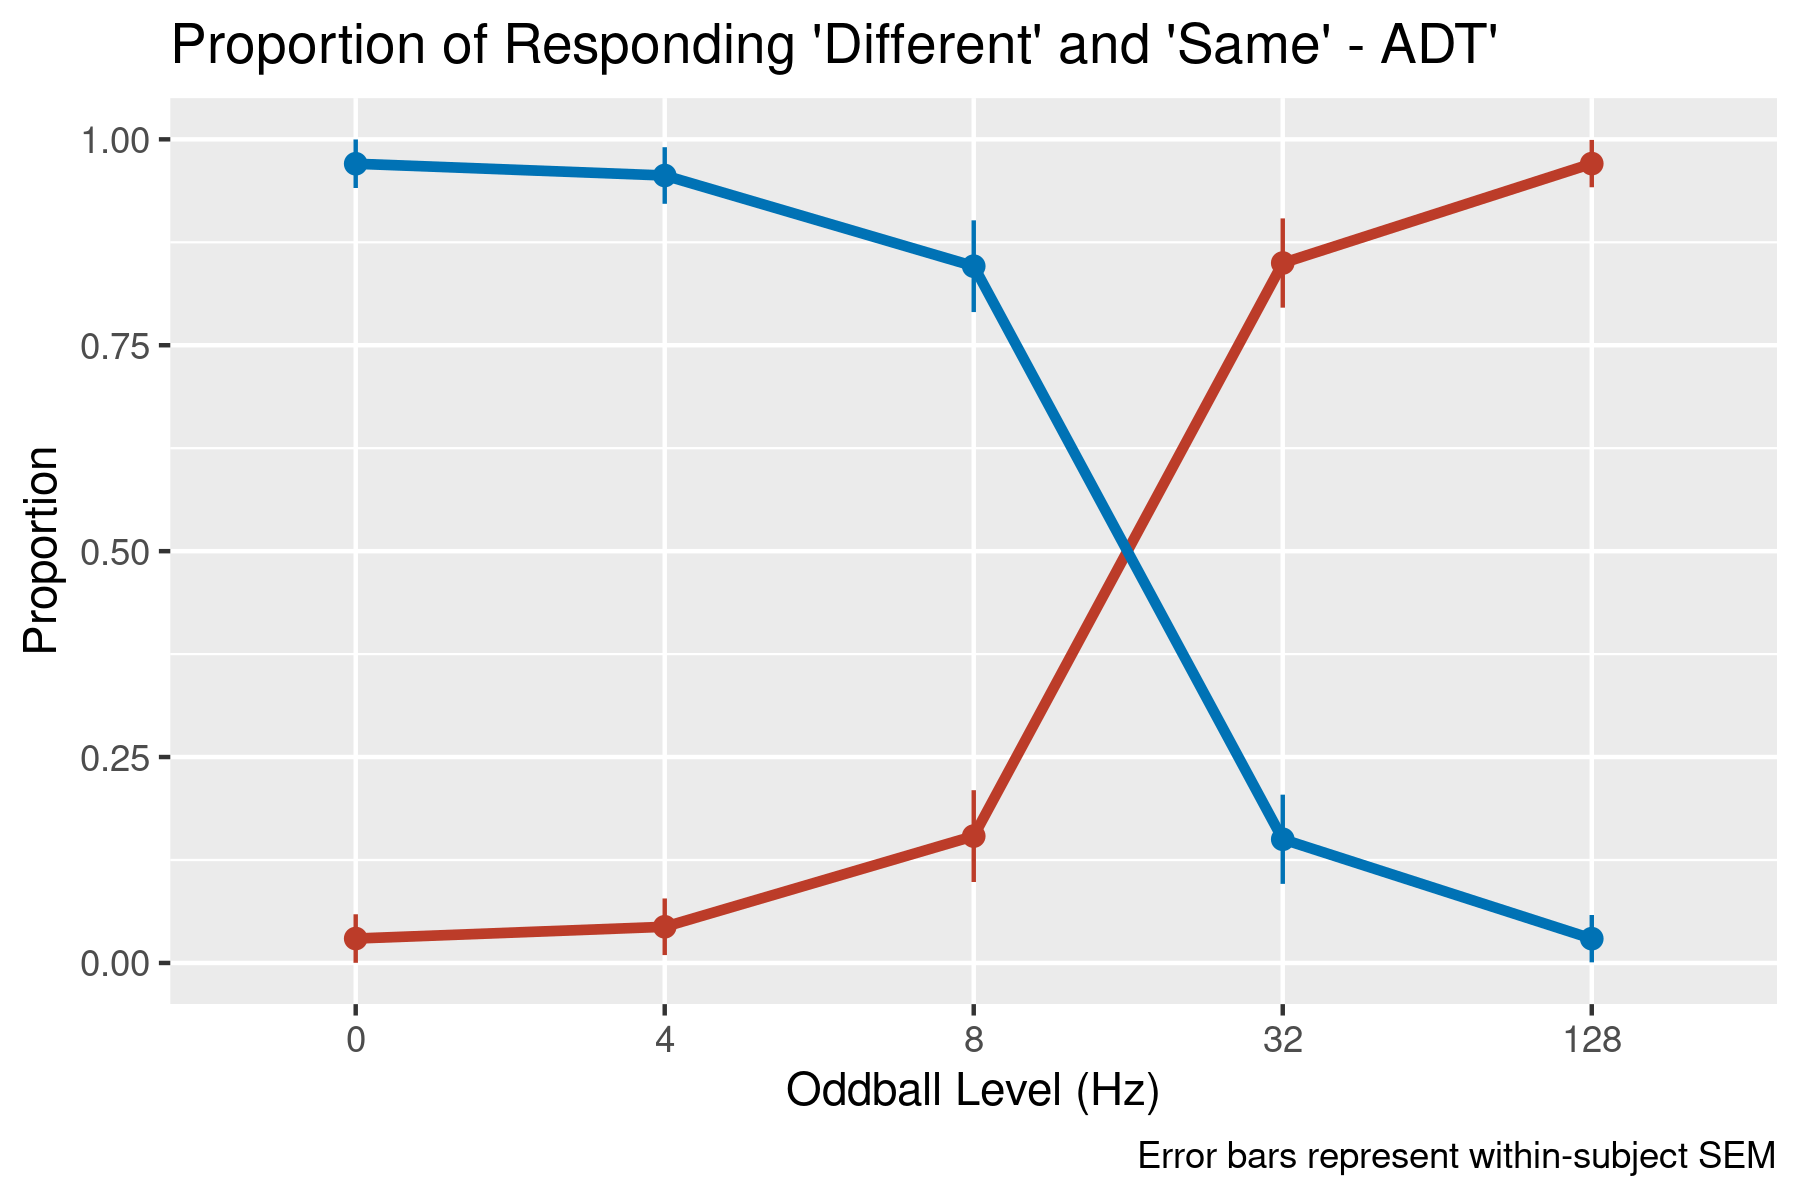 Proportion of Responding 'Different' and 'Same' - ADT'
1.00
0.75
0.50
0.25
0.00
Proportion
0 4 8 32 128
Oddball Level (Hz)
Error bars represent within-subject SEM